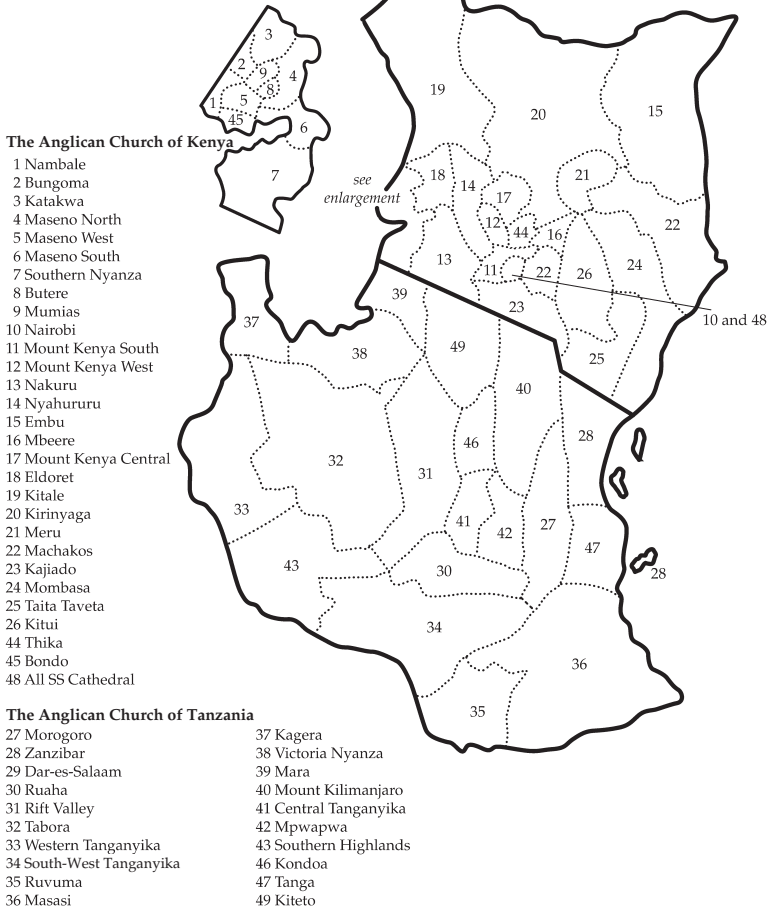 3
2
9
4
8
1
5
45
6
The Anglican Church of Kenya
1 Nambale
2 Bungoma
3 Katakwa
4 Maseno North
5 Maseno West
6 Maseno South
7 Southern Nyanza
8 Butere
9 Mumias
10 Nairobi
11 Mount Kenya South
12 Mount Kenya West
13 Nakuru
14 Nyahururu
15 Embu
16 Mbeere
17 Mount Kenya Central
18 Eldoret
19 Kitale
20 Kirinyaga
21 Meru
22 Machakos
23 Kajiado
24 Mombasa
25 Taita Taveta
26 Kitui
44 Thika
45 Bondo
48 All SS Cathedral
7
see
enlargement
19
20
15
18
14
17
21
12
44
16
22
13
11
22
26
24
39
23
10 and 48
37
38
49
25
40
28
46
32
31
33
41
42
27
47
43
30
28
34
36
35
The Anglican Church of Tanzania
27 Morogoro
28 Zanzibar
29 Dar-es-Salaam
30 Ruaha
31 Rift Valley
32 Tabora
33 Western Tanganyika
34 South-West Tanganyika
35 Ruvuma
36 Masasi
37 Kagera
38 Victoria Nyanza
39 Mara
40 Mount Kilimanjaro
41 Central Tanganyika
42 Mpwapwa
43 Southern Highlands
46 Kondoa
47 Tanga
49 Kiteto